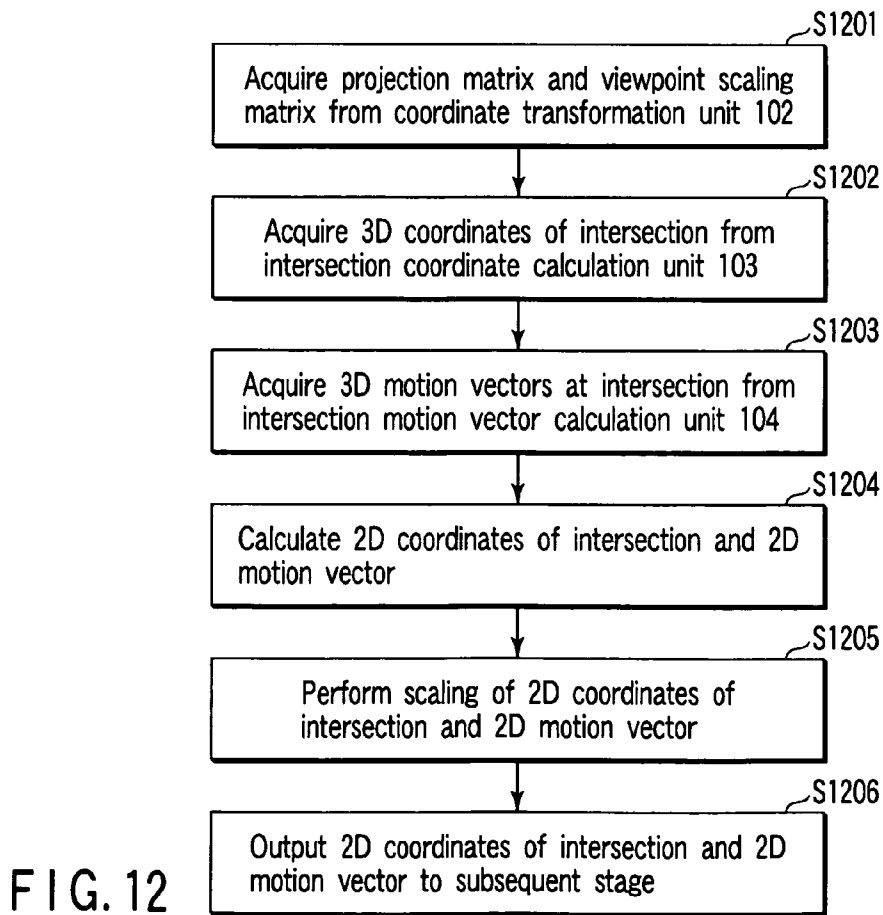 S1201
Acquire projection matrix and viewpoint scaling
matrix from coordinate transformation unit 102
S1202
Acquire 3D coordinates of intersection from
intersection coordinate calculation unit 103
S1203
Acquire 3D motion vectors at intersection from
intersection motion vector calculation unit 104
S1204
Calculate 2D coordinates of intersection and 2D
motion vector
S1205
Perform scaling of 2D coordinates of
intersection and 2D motion vector
S1206
Output 2D coordinates of intersection and 2D
motion vector to subsequent stage
FIG. 12